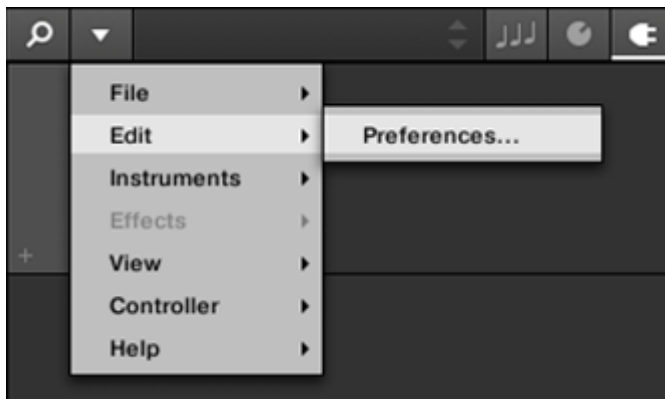 File
Edit
Preferences...
Instruments
Effects
View
Controller
Help